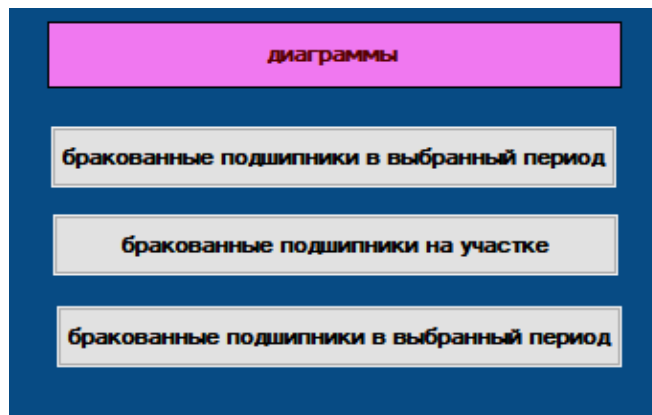 диаграммы
бракованные подшипники в выбранный период
бракованные подшипники на участке
бракованные подшипники в выбранный период